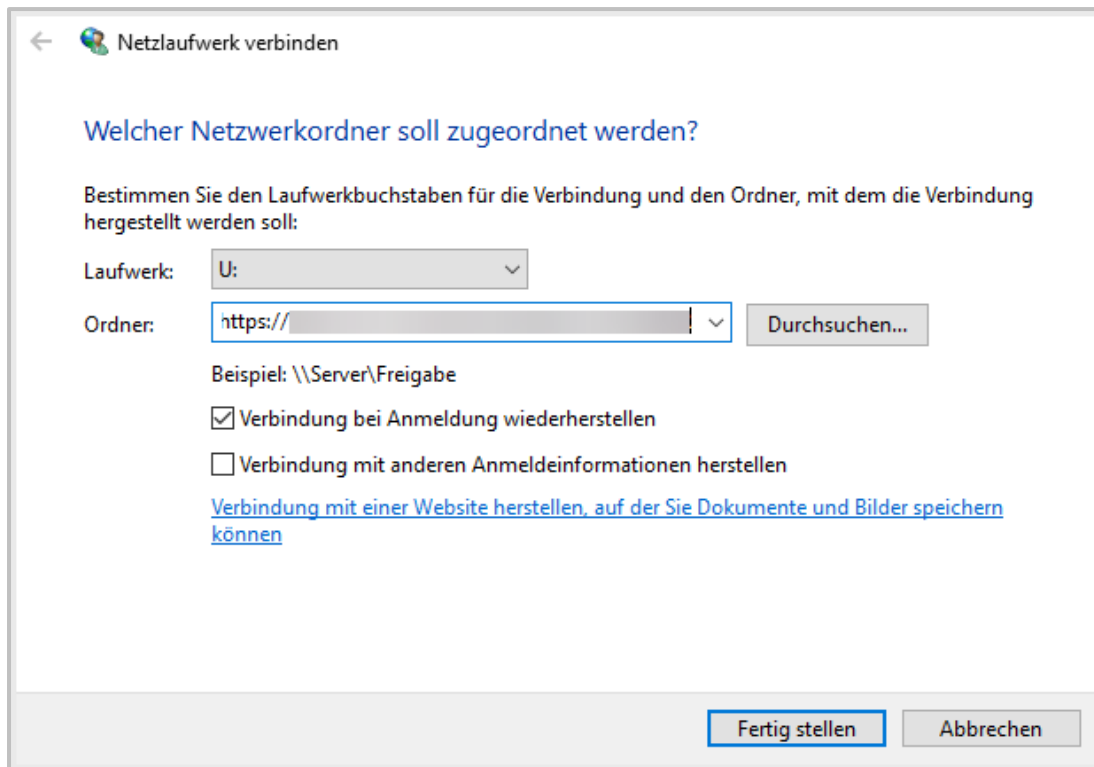 Netzlaufwerk verbinden
Welcher Netzwerkordner soll zugeordnet werden?
Bestimmen Sie den Laufwerkbuchstaben für die Verbindung und den Ordner, mit dem die Verbindung
hergestellt werden soll:
Laufwerk: U:
Ordner: https:// Durchsuchen...
Beispiel: \\Server\Freigabe
Verbindung bei Anmeldung wiederherstellen
Verbindung mit anderen Anmeldeinformationen herstellen
Verbindung mit einer Website herstellen, auf der Sie Dokumente und Bilder speichern
können
Fertig stellen Abbrechen